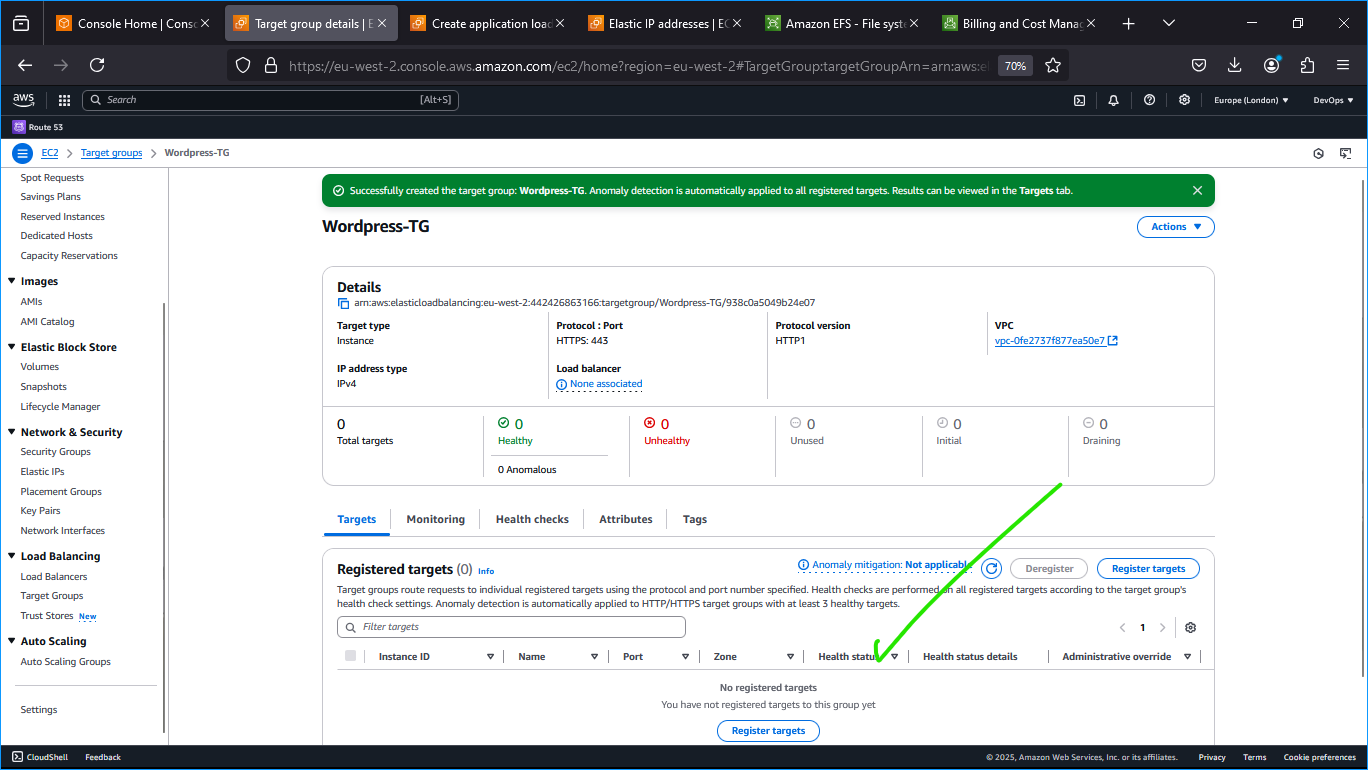 Console Home | Conso
Target group details | E
Create application load
Elastic IP addresses | EC
Amazon EFS - File syste
Billing and Cost Manag
https://eu-west-2.console.aws.amazon.com/ec2/home?region=eu-west-2#TargetGroup:targetGroupArn=arn:aws:el
70%
aws
Search
[Alt+S]
Europe (London)
DevOps
Route 53
EC2
Target groups
Wordpress-TG
Spot Requests
Savings Plans
Reserved Instances
Dedicated Hosts
Capacity Reservations
Images
AMIs
AMI Catalog
Elastic Block Store
Volumes
Snapshots
Lifecycle Manager
Network & Security
Security Groups
Elastic IPs
Placement Groups
Key Pairs
Network Interfaces
Load Balancing
Load Balancers
Target Groups
Trust Stores New
Auto Scaling
Auto Scaling Groups
Settings
Successfully created the target group: Wordpress-TG. Anomaly detection is automatically applied to all registered targets. Results can be viewed in the Targets tab.
Wordpress-TG
Actions
Details
arn:aws:elasticloadbalancing:eu-west-2:442426863166:targetgroup/Wordpress-TG/938c0a5049b24e07
Target type
Instance
Protocol : Port
HTTPS: 443
Protocol version
HTTP1
VPC
vpc-0fe2737f877ea50e7
IP address type
IPv4
Load balancer
None associated
0
Total targets
0
Healthy
0 Anomalous
0
Unhealthy
0
Unused
0
Initial
0
Draining
Targets
Monitoring
Health checks
Attributes
Tags
Registered targets (0) Info
Anomaly mitigation: Not applicable
Deregister
Register targets
Target groups route requests to individual registered targets using the protocol and port number specified. Health checks are performed on all registered targets according to the target group's
health check settings. Anomaly detection is automatically applied to HTTP/HTTPS target groups with at least 3 healthy targets.
Filter targets
1
Instance ID
Name
Port
Zone
Health status
Health status details
Administrative override
No registered targets
You have not registered targets to this group yet
Register targets
CloudShell
Feedback
© 2025, Amazon Web Services, Inc. or its affiliates.
Privacy
Terms
Cookie preferences